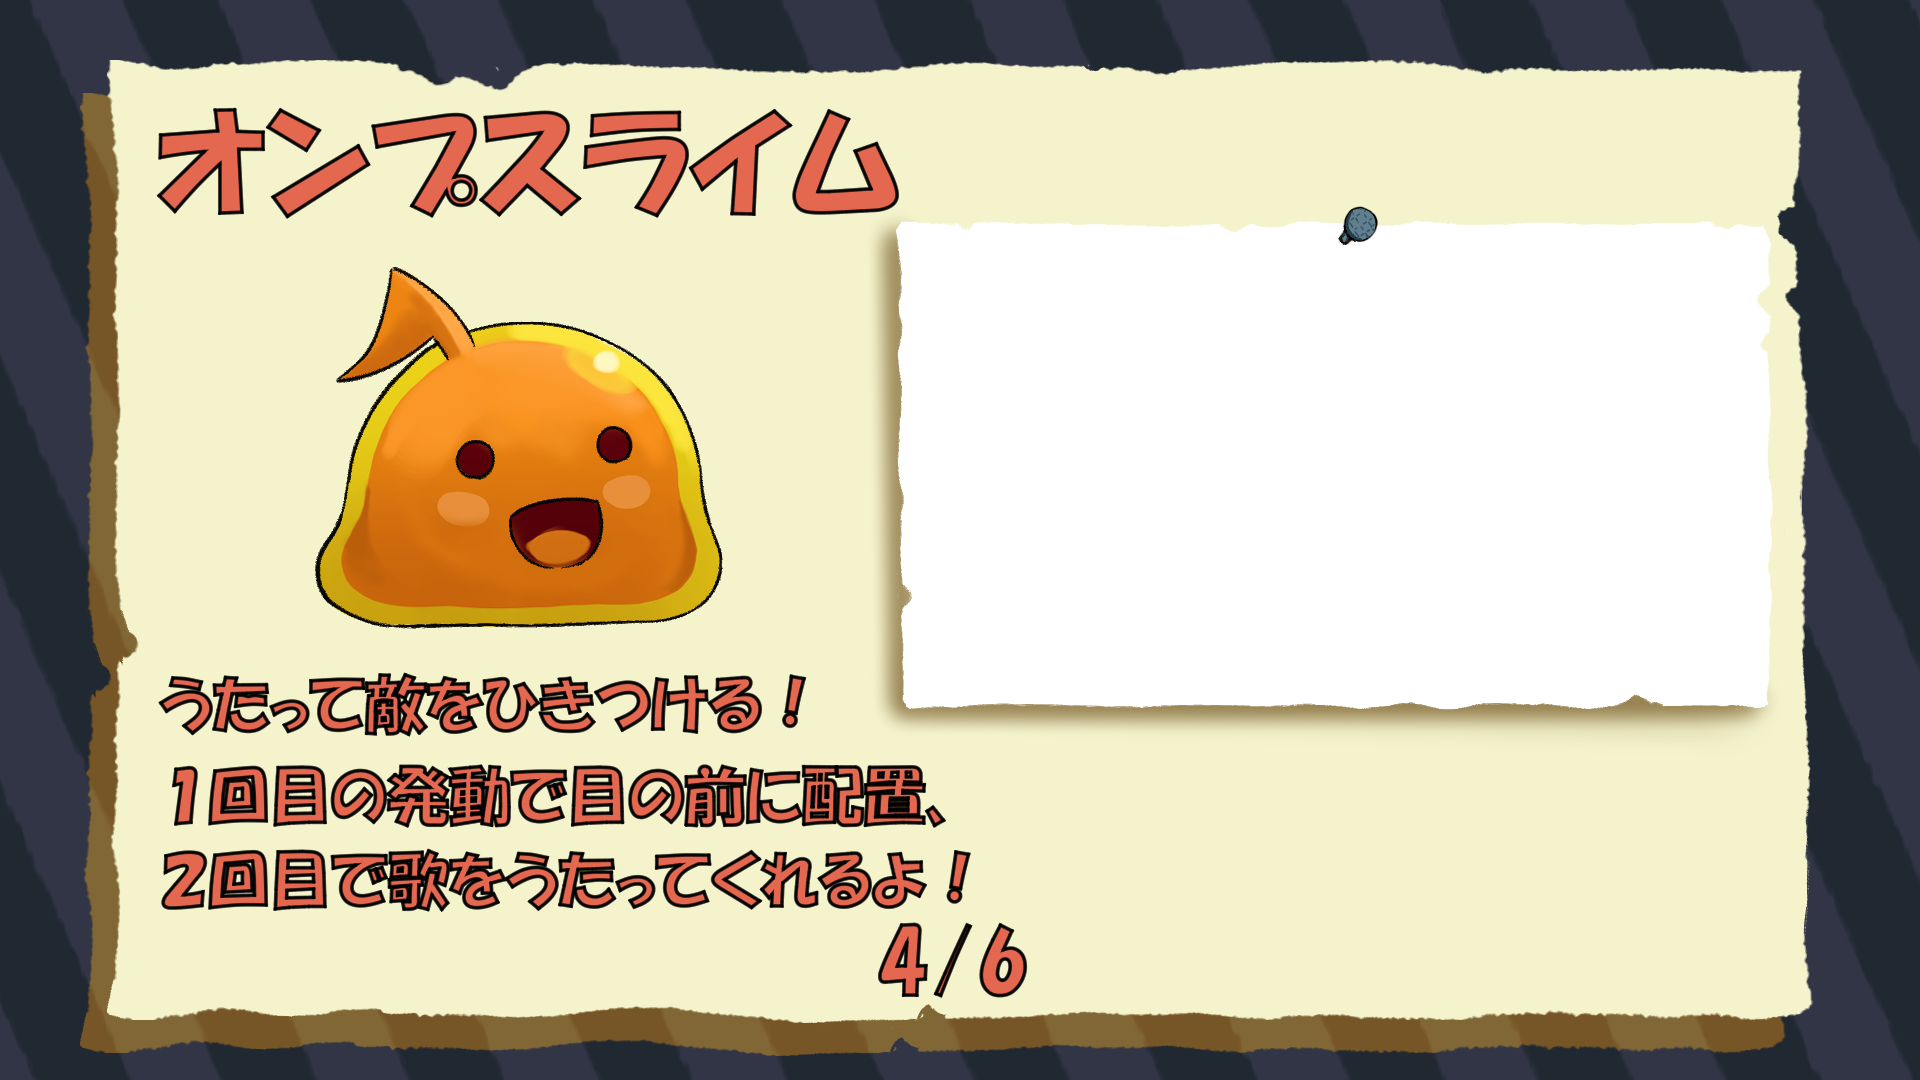 オンプスライム
うたって敵をひきつける！
1回目の発動で目の前に配置、
2回目で歌をうたってくれるよ！
4/6